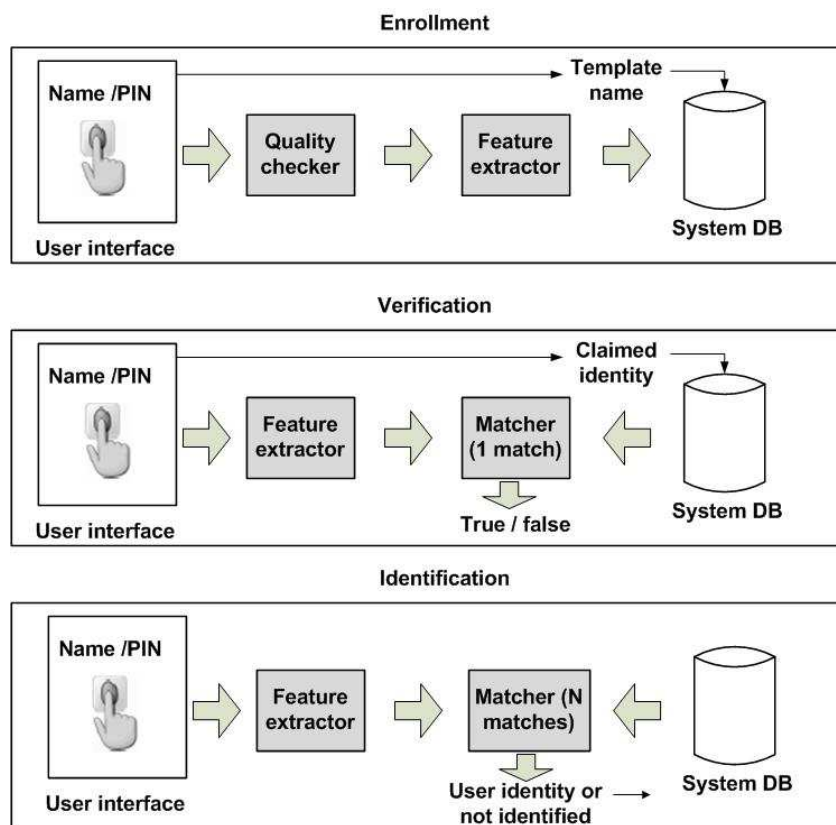 Enrollment
Name /PIN
Template
name
Quality
checker
Feature
extractor
System DB
User interface
Verification
Name /PIN
Claimed
identity
Feature
extractor
Matcher
(1 match)
True / false
System DB
User interface
Identification
Name /PIN
Feature
extractor
Matcher (N
matches)
System DB
User interface
User identity or
not identified